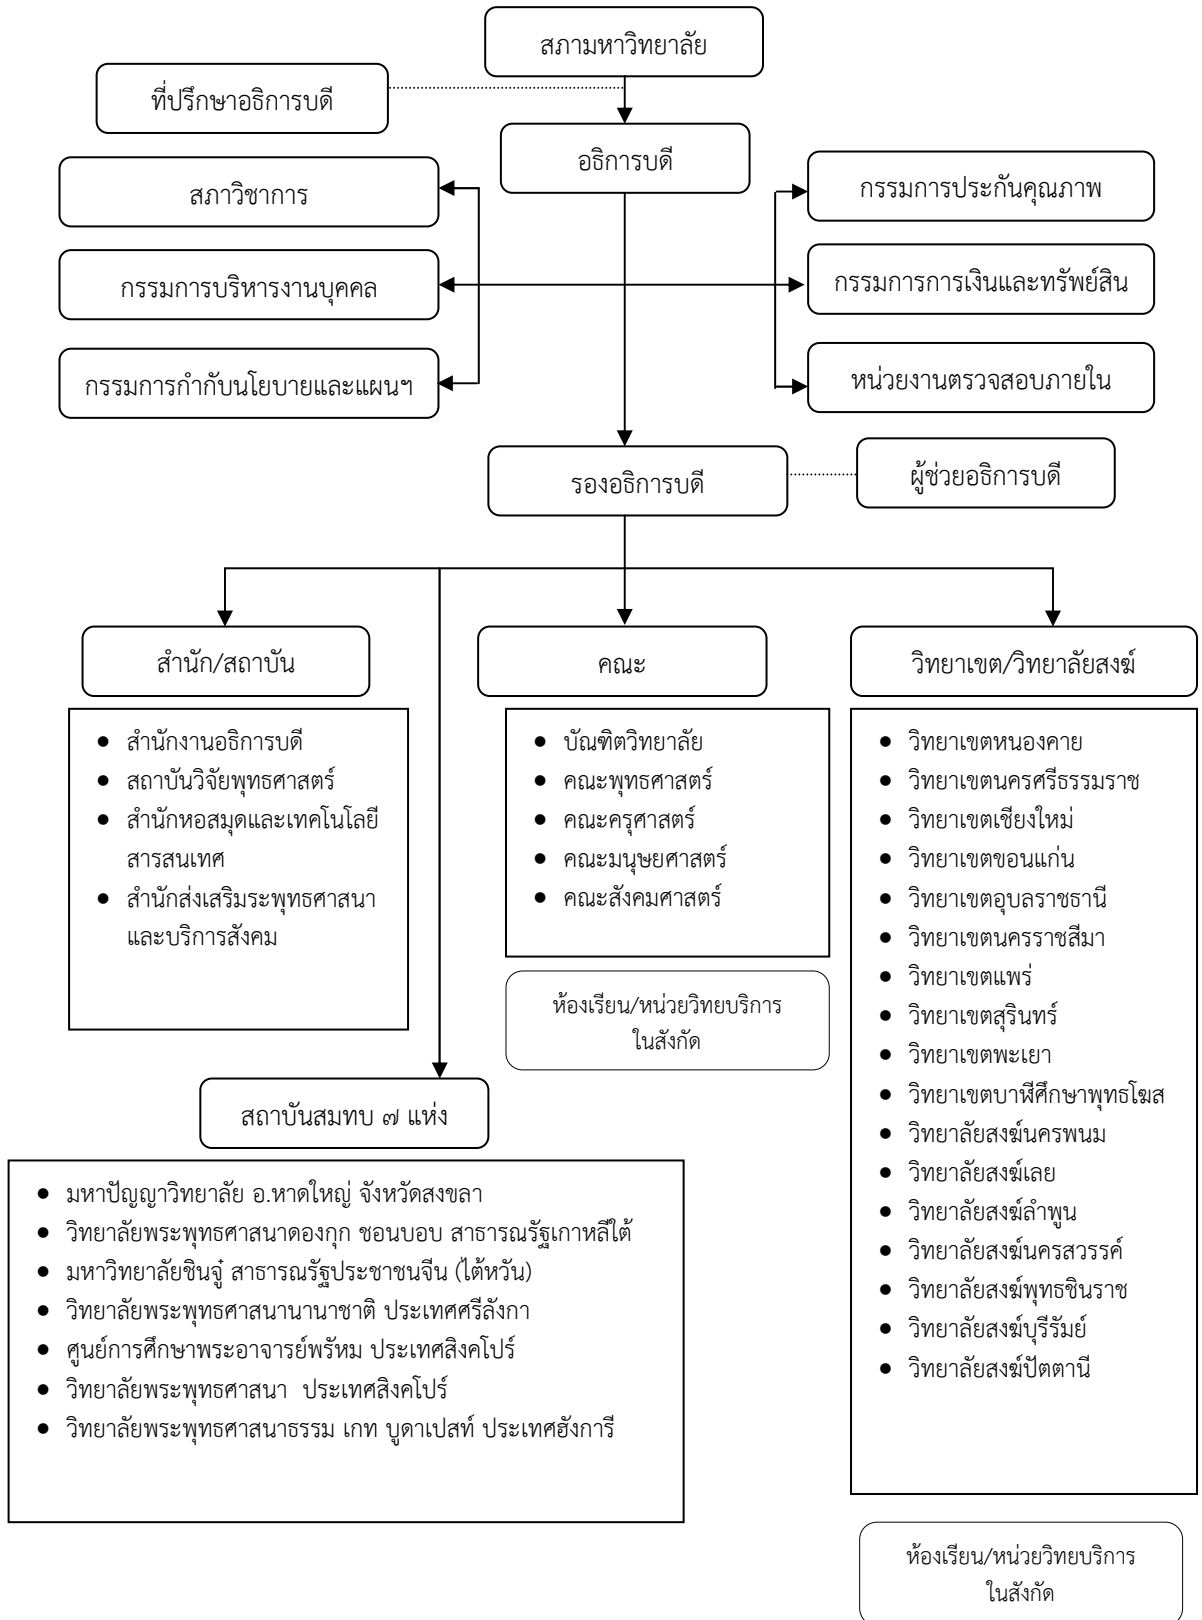 สภามหาวิทยาลัย
ที่ปรึกษาอธิการบดี
อธิการบดี
สภาวิชาการ
กรรมการประกันคุณภาพ
กรรมการบริหารงานบุคคล
กรรมการการเงินและทรัพย์สิน
กรรมการกำกับนโยบายและแผนฯ
หน่วยงานตรวจสอบภายใน
รองอธิการบดี
ผู้ช่วยอธิการบดี
สำนัก/สถาบัน
• สำนักงานอธิการบดี
• สถาบันวิจัยพุทธศาสตร์
• สำนักหอสมุดและเทคโนโลยี
สารสนเทศ
• สำนักส่งเสริมระพุทธศาสนา
และบริการสังคม
คณะ
• บัณฑิตวิทยาลัย
• คณะพุทธศาสตร์
• คณะครุศาสตร์
• คณะมนุษยศาสตร์
• คณะสังคมศาสตร์
ห้องเรียน/หน่วยวิทยบริการ
ในสังกัด
วิทยาเขต/วิทยาลัยสงฆ์
• วิทยาเขตหนองคาย
• วิทยาเขตนครศรีธรรมราช
• วิทยาเขตเชียงใหม่
• วิทยาเขตขอนแก่น
• วิทยาเขตอุบลราชธานี
• วิทยาเขตนครราชสีมา
• วิทยาเขตแพร่
• วิทยาเขตสุรินทร์
• วิทยาเขตพะเยา
• วิทยาเขตบาฬีศึกษาพุทธโฆส
• วิทยาลัยสงฆ์นครพนม
• วิทยาลัยสงฆ์เลย
• วิทยาลัยสงฆ์ลำพูน
• วิทยาลัยสงฆ์นครสวรรค์
• วิทยาลัยสงฆ์พุทธชินราช
• วิทยาลัยสงฆ์บุรีรัมย์
• วิทยาลัยสงฆ์ปัตตานี
สถาบันสมทบ ๗ แห่ง
• มหาปัญญาวิทยาลัย อ.หาดใหญ่ จังหวัดสงขลา
• วิทยาลัยพระพุทธศาสนาดองกุก ชอนบอบ สาธารณรัฐเกาหลีใต้
• มหาวิทยาลัยชินจู๋ สาธารณรัฐประชาชนจีน (ไต้หวัน)
• วิทยาลัยพระพุทธศาสนานานาชาติ ประเทศศรีลังกา
• ศูนย์การศึกษาพระอาจารย์พรัหม ประเทศสิงคโปร์
• วิทยาลัยพระพุทธศาสนา ประเทศสิงคโปร์
• วิทยาลัยพระพุทธศาสนาธรรม เกท บูดาเปสท์ ประเทศฮังการี
ห้องเรียน/หน่วยวิทยบริการ
ในสังกัด